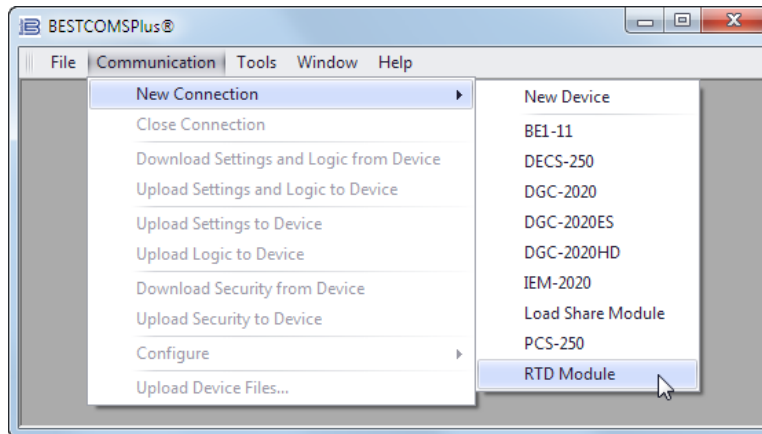 BESTCOMSPlus®
File Communication Tools Window Help
New Connection
Close Connection
Download Settings and Logic from Device
Upload Settings and Logic to Device
Upload Settings to Device
Upload Logic to Device
Download Security from Device
Upload Security to Device
Configure
Upload Device Files...
New Device
BE1-11
DECS-250
DGC-2020
DGC-2020ES
DGC-2020HD
IEM-2020
Load Share Module
PCS-250
RTD Module